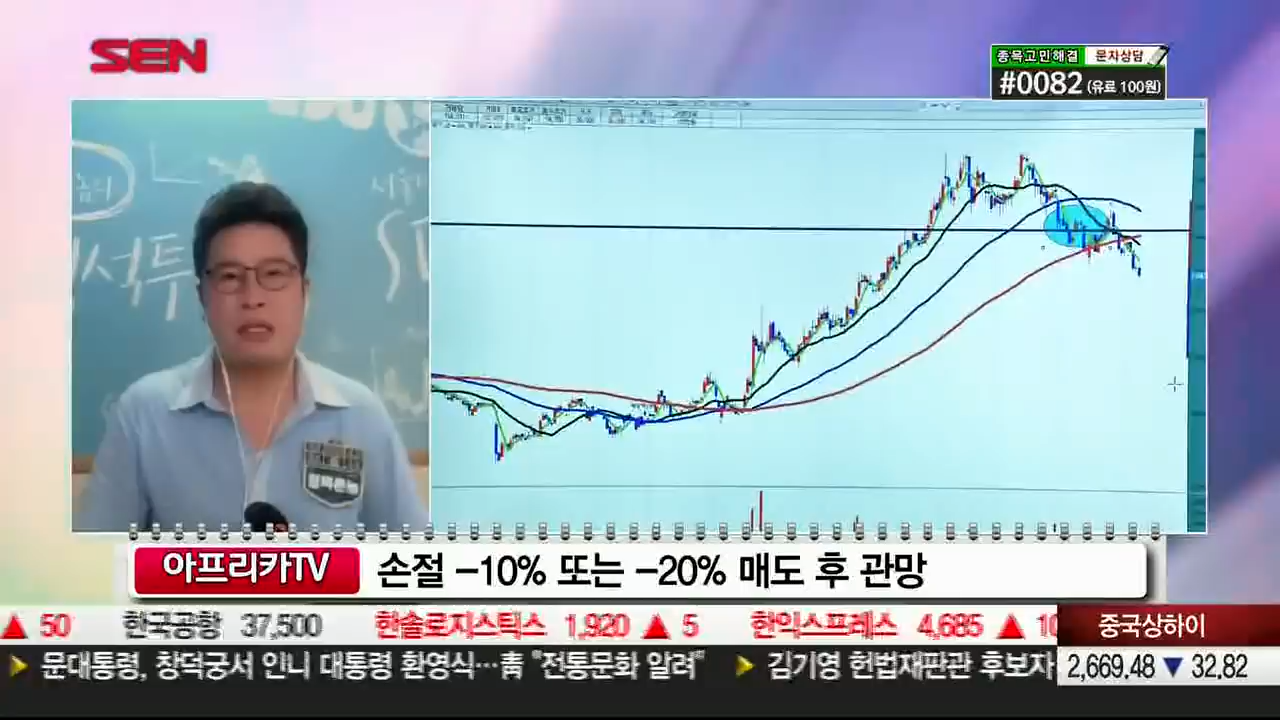 SEN
종목고민해결 문자상담
#0082 (유료 100원)
석투
아프리카TV 손절 -10% 또는 -20% 매도 후 관망
▲ 50 한국공항 37,500 한솔로지스틱스 1,920 ▲ 5 한익스프레스 4,685 ▲ 10 중국상하이
▶ 문대통령, 창덕궁서 인니 대통령 환영식…靑 "전통문화 알려" ▶ 김기영 헌법재판관 후보자 2,669.48 ▼ 32.82